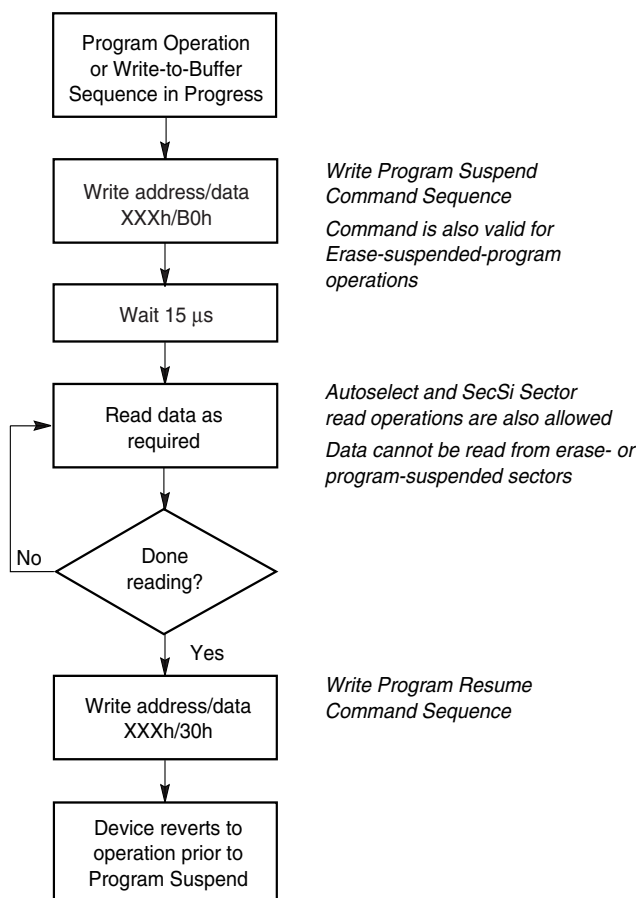 Program Operation
or Write-to-Buffer
Sequence in Progress
Write address/data
XXXh/B0h
Write Program Suspend
Command Sequence
Command is also valid for
Erase-suspended-program
operations
Wait 15 μs
Read data as
required
Autoselect and SecSi Sector
read operations are also allowed
Data cannot be read from erase- or
program-suspended sectors
No
Done
reading?
Yes
Write address/data
XXXh/30h
Write Program Resume
Command Sequence
Device reverts to
operation prior to
Program Suspend